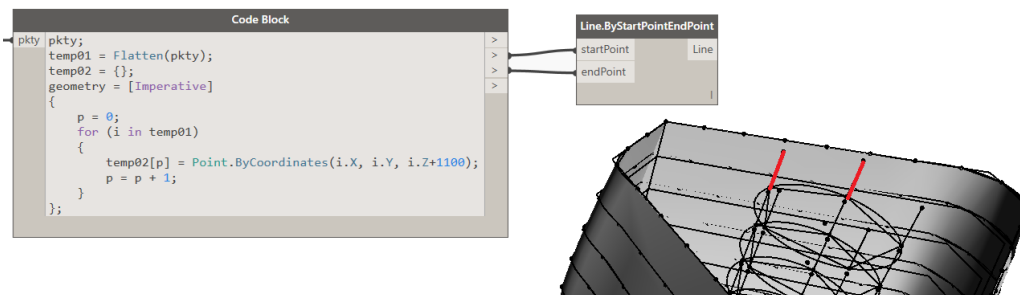 Code Block
pkty
pkty;
temp01 = Flatten(pkty);
temp02 = {};
geometry = [Imperative]
{
p = 0;
for (i in temp01)
{
temp02[p] = Point.ByCoordinates(i.X, i.Y, i.Z+1100);
p = p + 1;
}
};
>
>
>
>
Line.ByStartPointEndPoint
startPoint
Line
endPoint
I